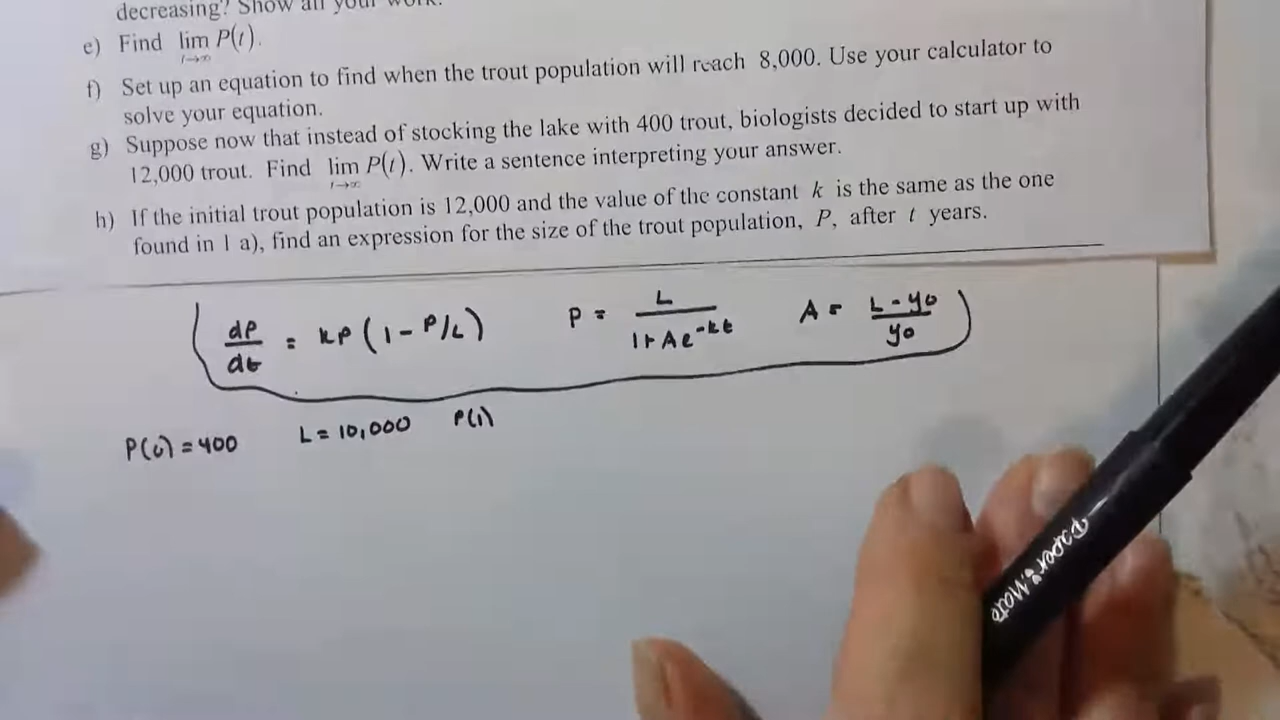 decreasing? Show all your work.
e) Find lim P(t).
t→∞
f) Set up an equation to find when the trout population will reach 8,000. Use your calculator to
solve your equation.
g) Suppose now that instead of stocking the lake with 400 trout, biologists decided to start up with
12,000 trout. Find lim P(t). Write a sentence interpreting your answer.
t→∞
h) If the initial trout population is 12,000 and the value of the constant k is the same as the one
found in 1 a), find an expression for the size of the trout population, P, after t years.
dP/dt = kP(1 - P/L) P = L/(1+Ae^-kt) A = (L-y0)/y0
P(0) = 400 L = 10,000 P(1)
Paper:Mate